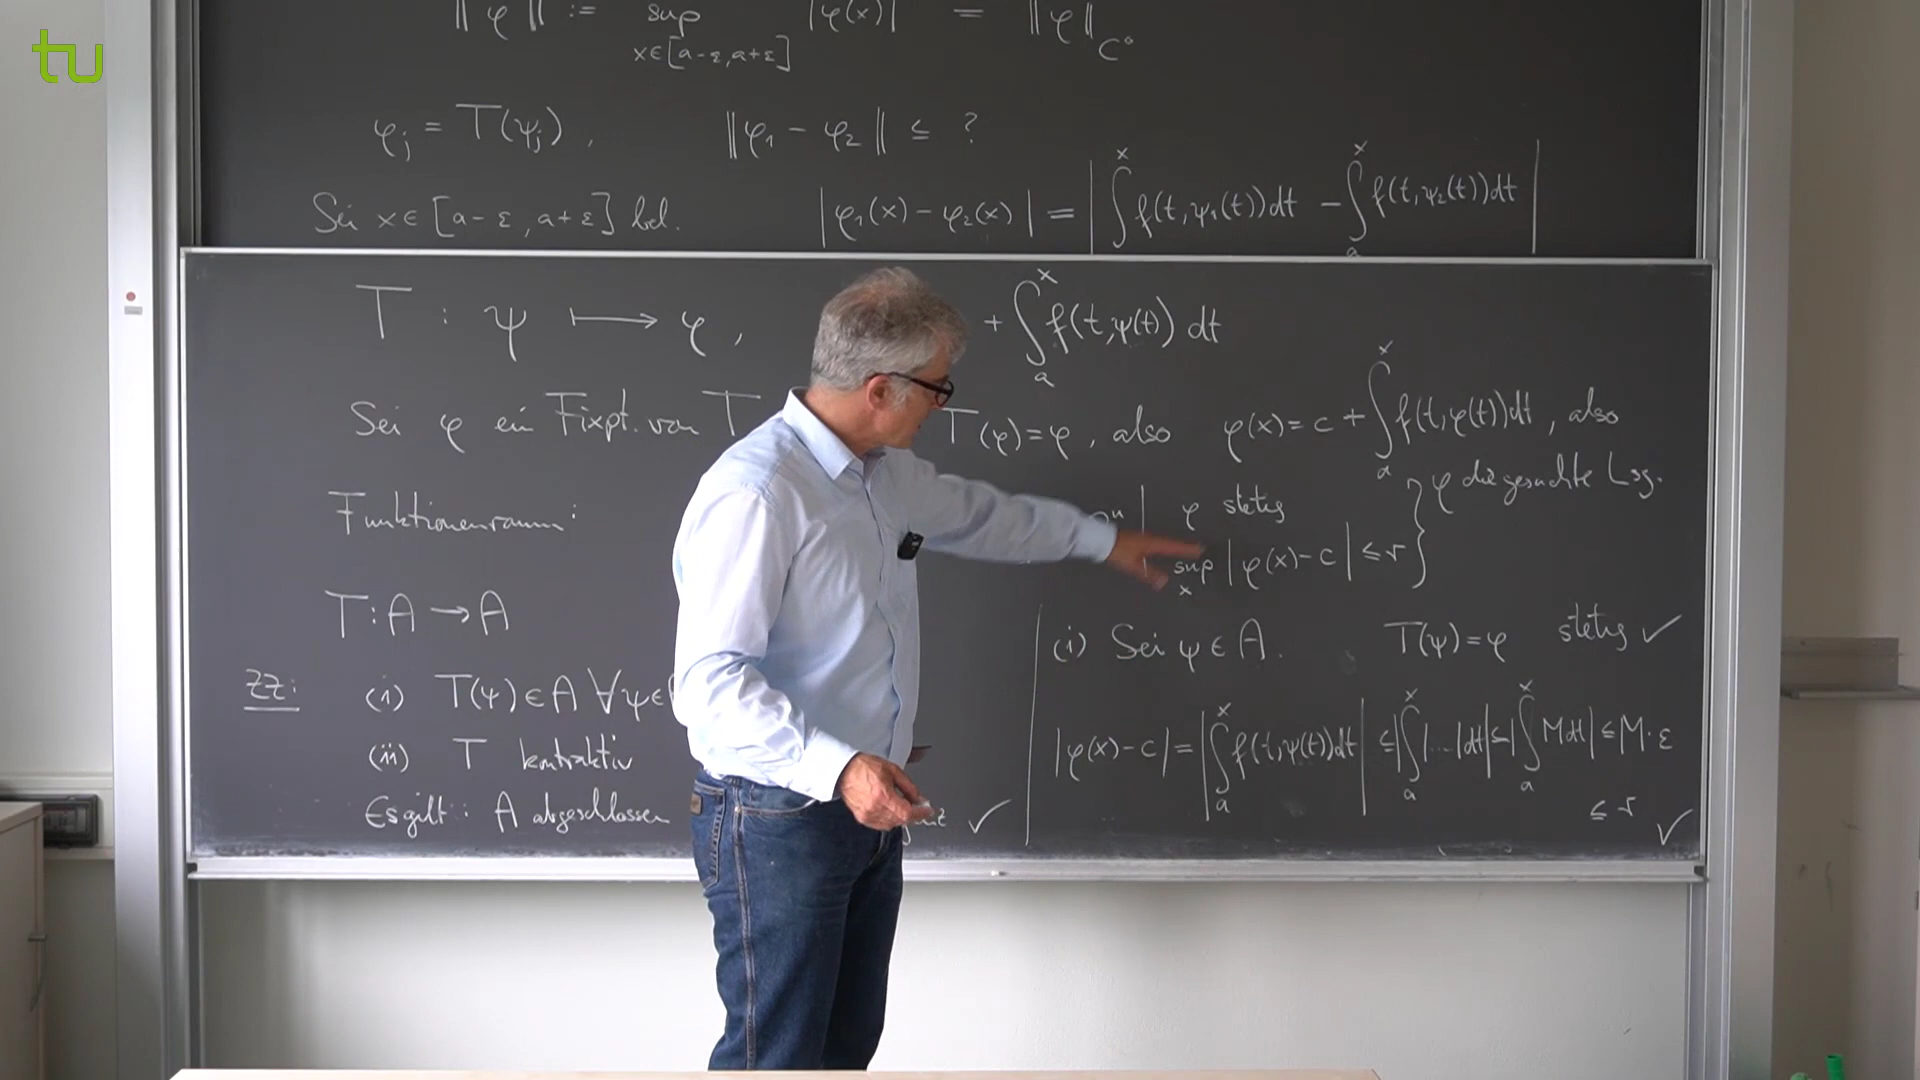 tu
‖φ‖ := sup |φ(x)| = ‖φ‖_{C⁰}
x∈[a-ε,a+ε]
φ_j = T(ψ_j), ‖φ₁ - φ₂‖ ≤ ?
Sei x∈[a-ε,a+ε] bel. |φ₁(x)-φ₂(x)| = |∫_a^x f(t,ψ₁(t))dt - ∫_a^x f(t,ψ₂(t))dt|
T : ψ ⟼ φ, + ∫_a^x f(t,ψ(t)) dt
Sei φ ein Fixpt. von T T(φ)=φ, also φ(x)=c+∫_a^x f(t,φ(t))dt, also
φ die gesuchte Lsg.
Funktionenraum: | φ stetig
sup_x |φ(x)-c| ≤ r }
T:A→A
ZZ: (i) T(ψ)∈A ∀ψ∈
(ii) T kontraktiv
Es gilt: A abgeschlossen ✓
(i) Sei ψ∈A. T(ψ)=φ stetig ✓
|φ(x)-c| = |∫_a^x f(t,ψ(t))dt| ≤ |∫_a^x |...|dt| ≤ |∫_a^x M dt| ≤ M·ε
≤ r ✓